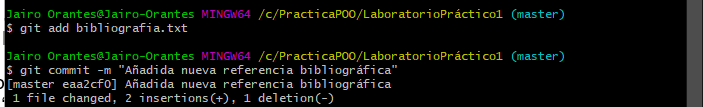 Jairo Orantes@Jairo-Orantes MINGW64 /c/PracticaPOO/LaboratorioPráctico1 (master)
$ git add bibliografia.txt
Jairo Orantes@Jairo-Orantes MINGW64 /c/PracticaPOO/LaboratorioPráctico1 (master)
$ git commit -m "Añadida nueva referencia bibliográfica"
[master eaa2cf0] Añadida nueva referencia bibliográfica
1 file changed, 2 insertions(+), 1 deletion(-)